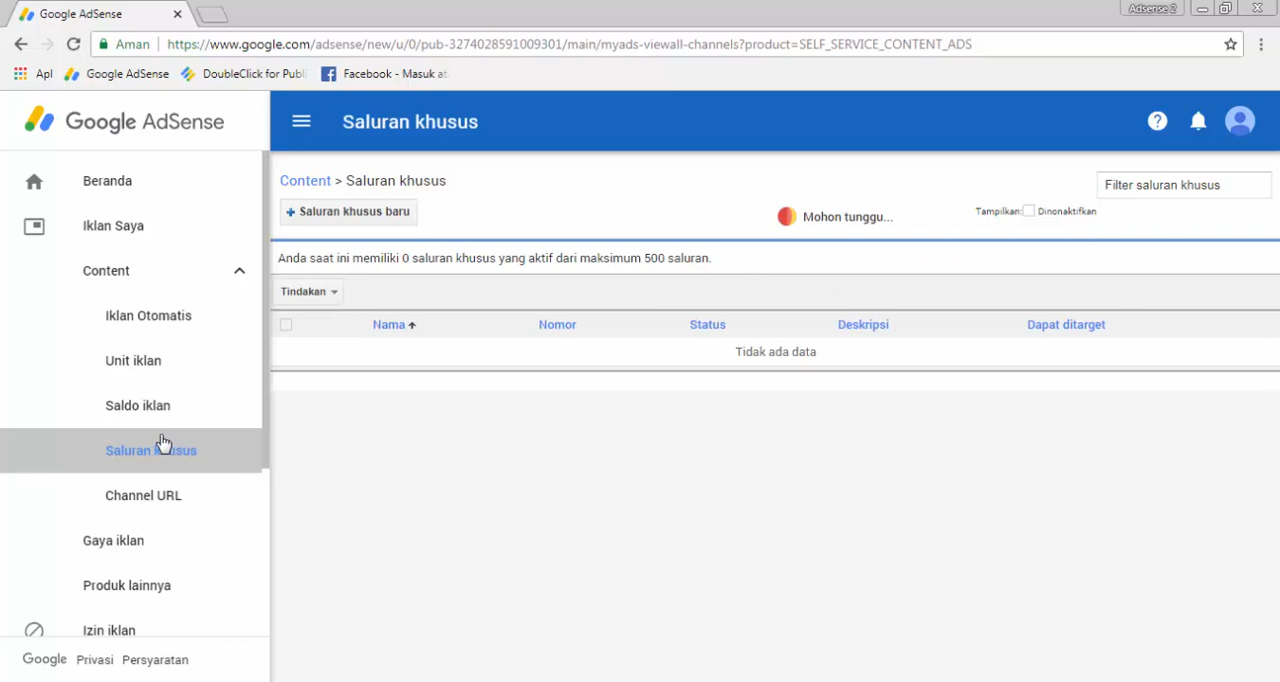 Google AdSense
Adsense 2
Aman
https://www.google.com/adsense/new/u/0/pub-3274028591009301/main/myads-viewall-channels?product=SELF_SERVICE_CONTENT_ADS
Apl
Google AdSense
DoubleClick for Publ
Facebook - Masuk at
Google AdSense
Saluran khusus
Beranda
Iklan Saya
Content
Iklan Otomatis
Unit iklan
Saldo iklan
Saluran khusus
Channel URL
Gaya iklan
Produk lainnya
Izin iklan
Google Privasi Persyaratan
Content > Saluran khusus
Filter saluran khusus
+ Saluran khusus baru
Mohon tunggu...
Tampilkan: Dinonaktifkan
Anda saat ini memiliki 0 saluran khusus yang aktif dari maksimum 500 saluran.
Tindakan
Nama Nomor Status Deskripsi Dapat ditarget
Tidak ada data